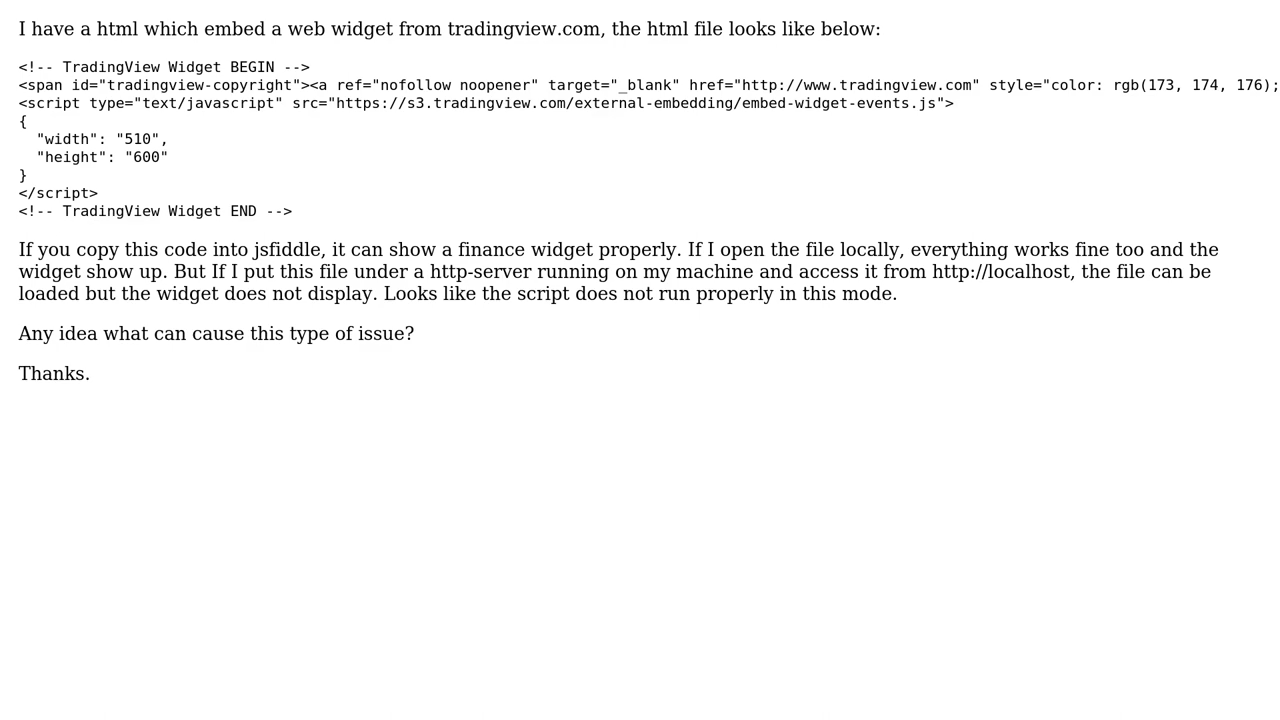 I have a html which embed a web widget from tradingview.com, the html file looks like below:
<!-- TradingView Widget BEGIN -->
<span id="tradingview-copyright"><a ref="nofollow noopener" target="_blank" href="http://www.tradingview.com" style="color: rgb(173, 174, 176);
<script type="text/javascript" src="https://s3.tradingview.com/external-embedding/embed-widget-events.js">
{
  "width": "510",
  "height": "600"
}
</script>
<!-- TradingView Widget END -->
If you copy this code into jsfiddle, it can show a finance widget properly. If I open the file locally, everything works fine too and the
widget show up. But If I put this file under a http-server running on my machine and access it from http://localhost, the file can be
loaded but the widget does not display. Looks like the script does not run properly in this mode.
Any idea what can cause this type of issue?
Thanks.